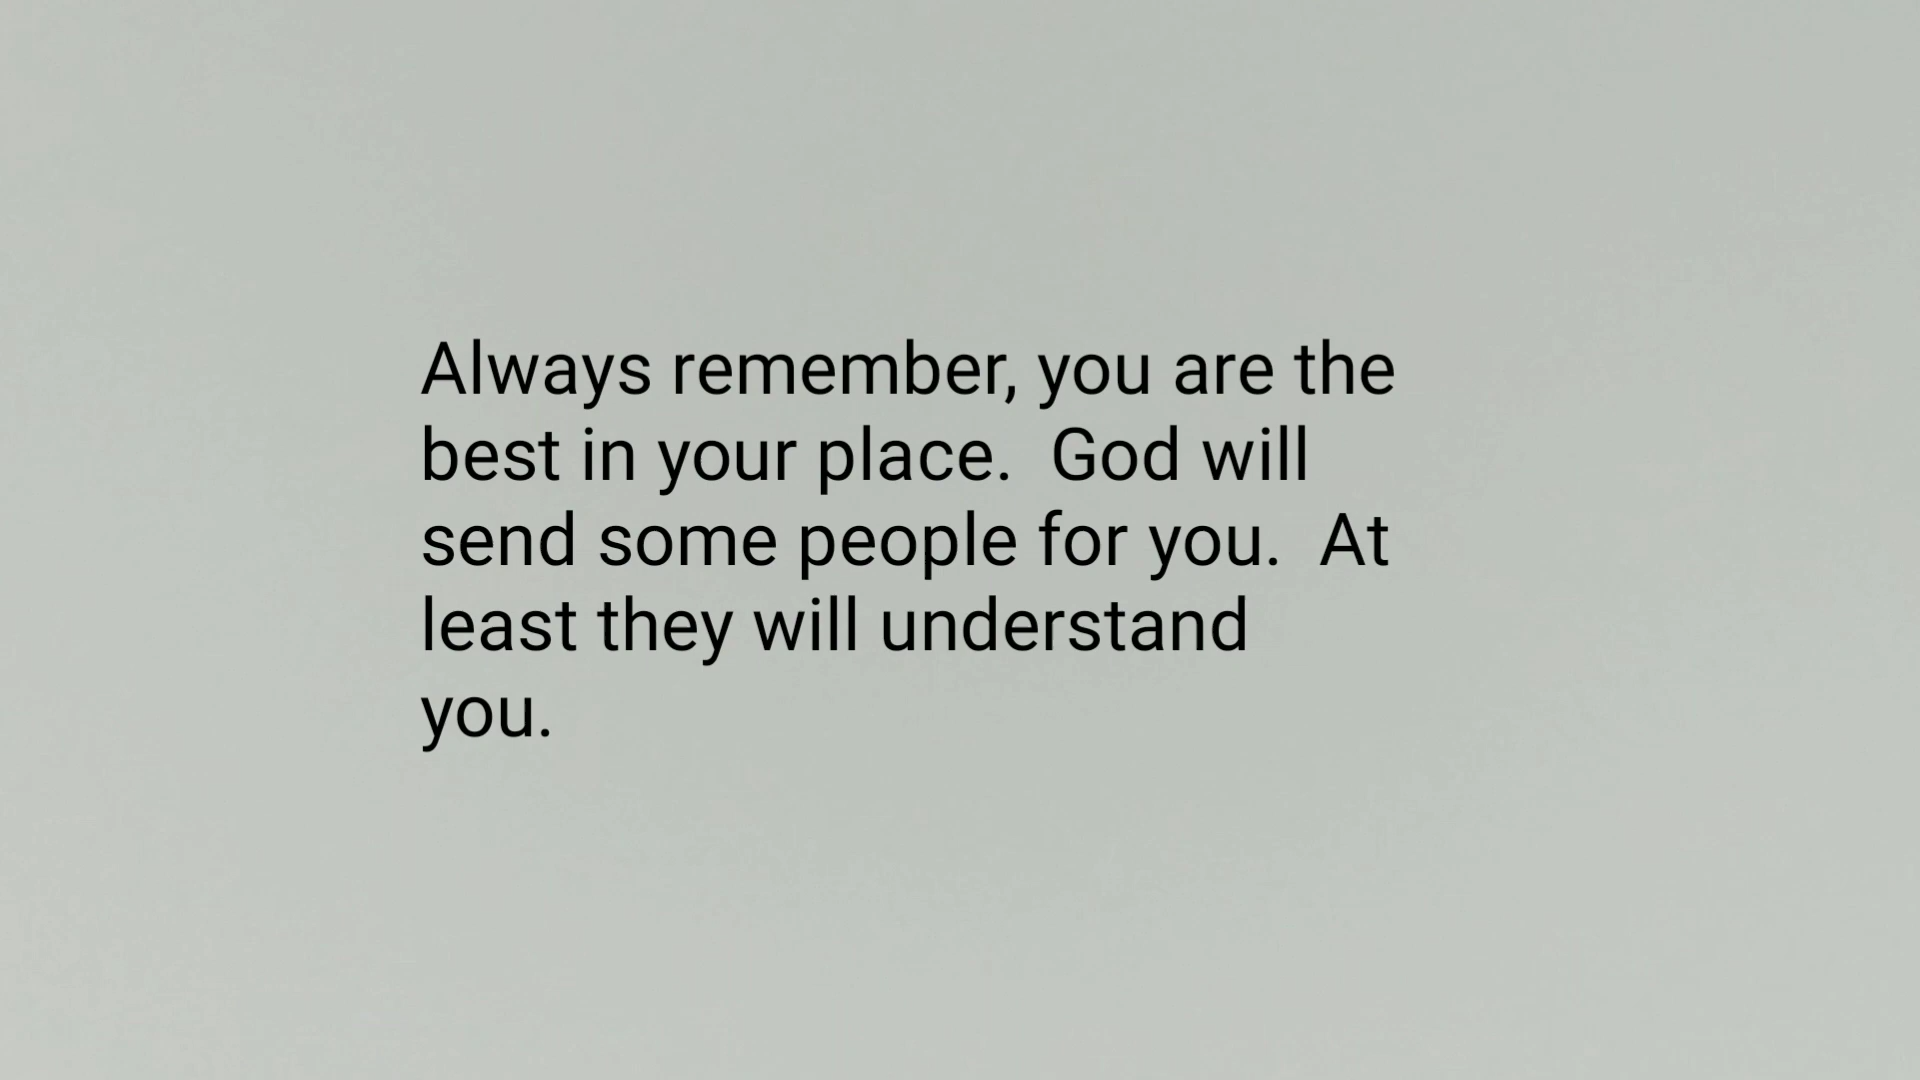 Always remember, you are the
best in your place.  God will
send some people for you.  At
least they will understand
you.